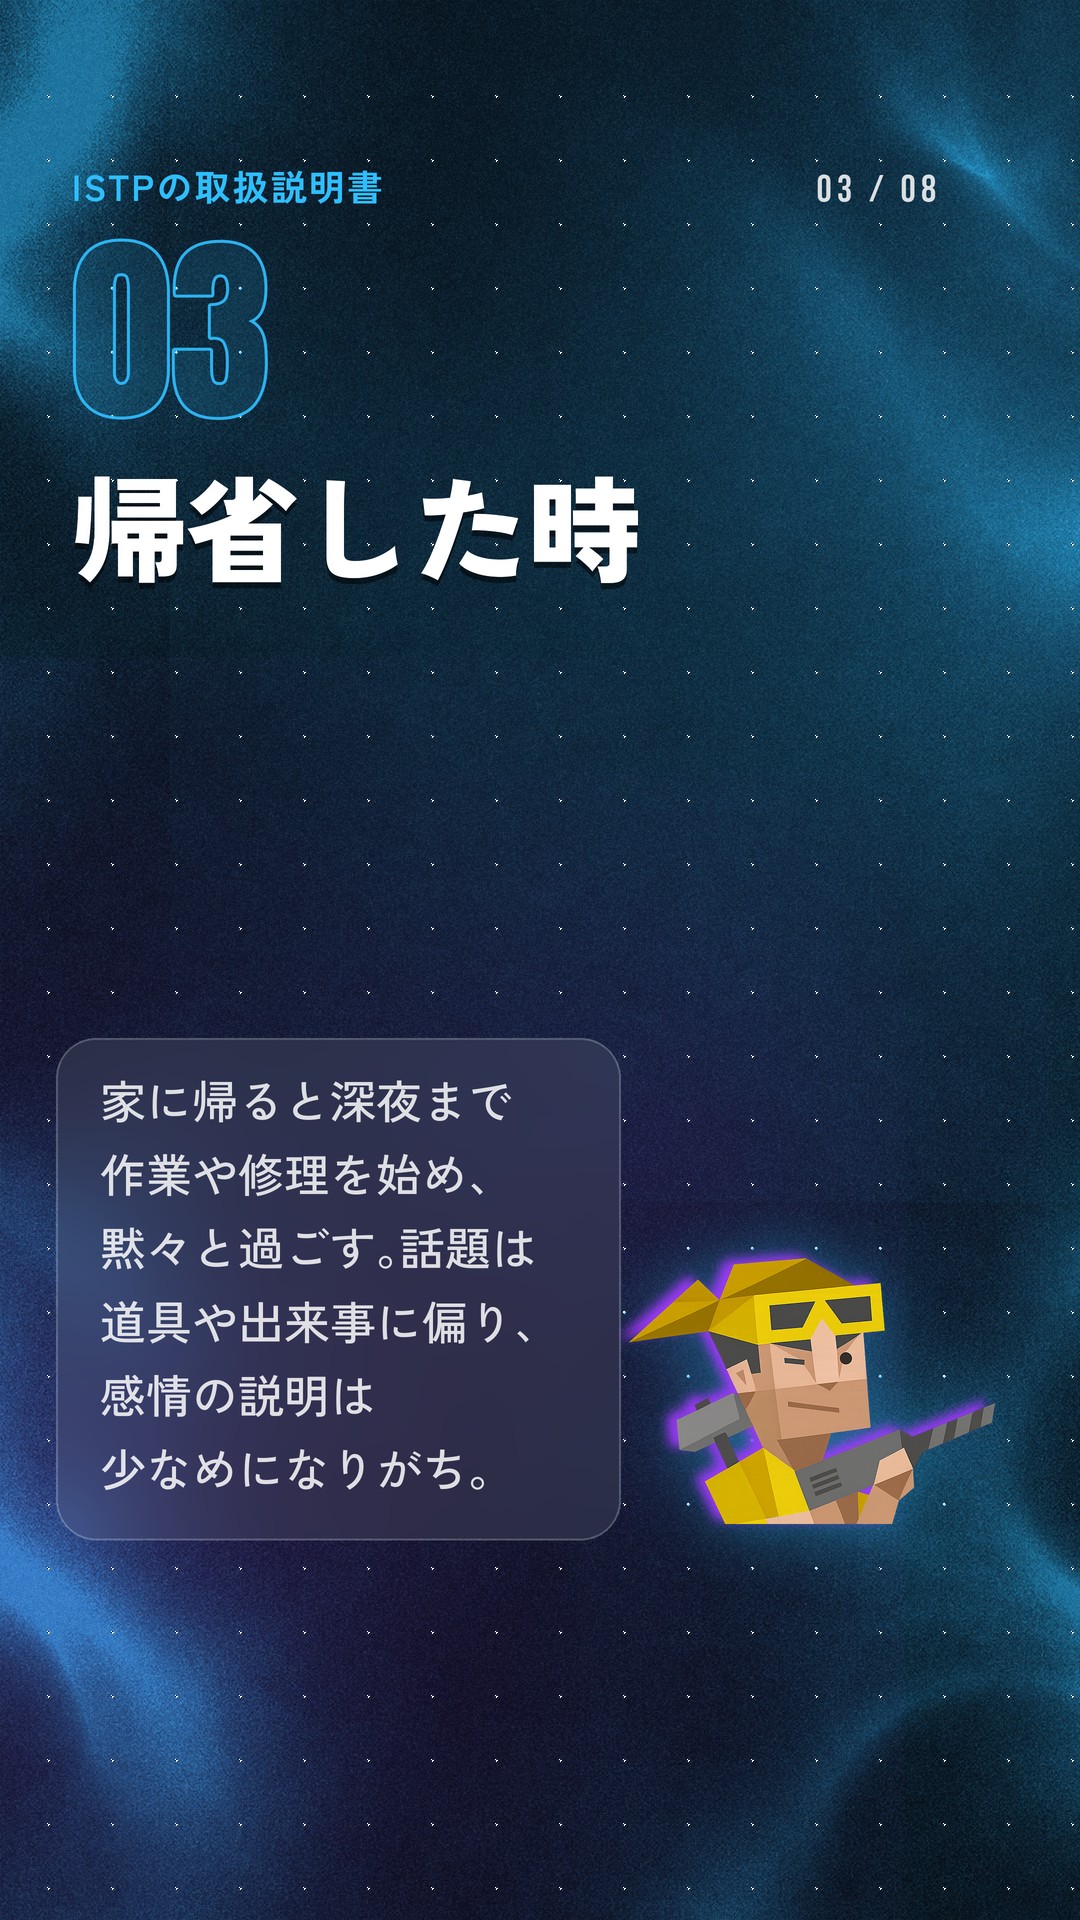 ISTPの取扱説明書
03 / 08
03
帰省した時
家に帰ると深夜まで
作業や修理を始め、
黙々と過ごす。話題は
道具や出来事に偏り、
感情の説明は
少なめになりがち。